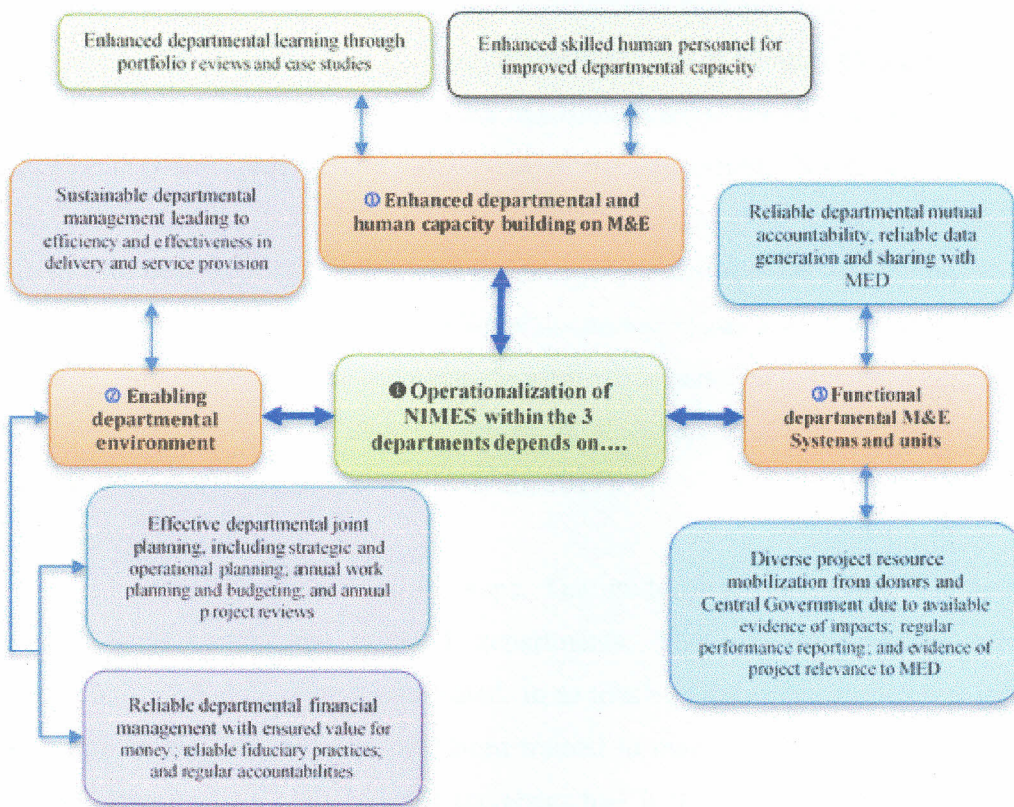 Enhanced departmental learning through
portfolio reviews and case studies
Enhanced skilled human personnel for
improved departmental capacity
① Enhanced departmental and
human capacity building on M&E
Sustainable departmental
management leading to
efficiency and effectiveness in
delivery and service provision
Reliable departmental mutual
accountability, reliable data
generation and sharing with
MED
② Enabling
departmental
environment
❶ Operationalization of
NIMES within the 3
departments depends on....
③ Functional
departmental M&E
Systems and units
Effective departmental joint
planning, including strategic and
operational planning, annual work
planning and budgeting; and annual
project reviews
Diverse project resource
mobilization from donors and
Central Government due to available
evidence of impacts; regular
performance reporting; and evidence of
project relevance to MED
Reliable departmental financial
management with ensured value for
money; reliable fiduciary practices;
and regular accountabilities